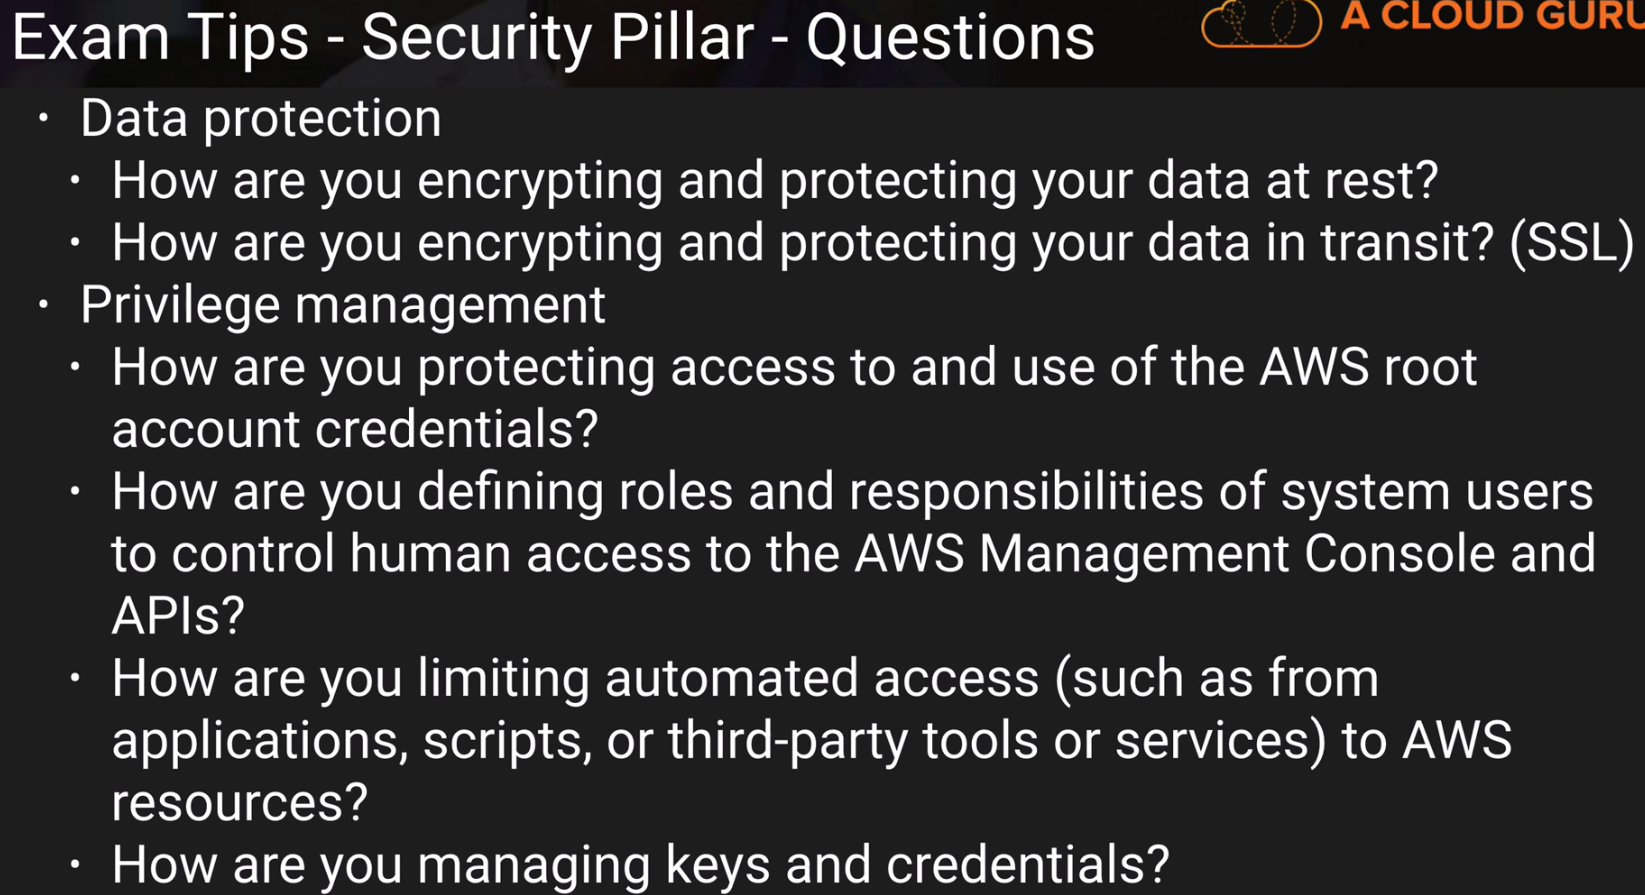 Exam Tips - Security Pillar - Questions
A CLOUD GURU
• Data protection
• How are you encrypting and protecting your data at rest?
• How are you encrypting and protecting your data in transit? (SSL)
• Privilege management
• How are you protecting access to and use of the AWS root
account credentials?
• How are you defining roles and responsibilities of system users
to control human access to the AWS Management Console and
APIs?
• How are you limiting automated access (such as from
applications, scripts, or third-party tools or services) to AWS
resources?
• How are you managing keys and credentials?